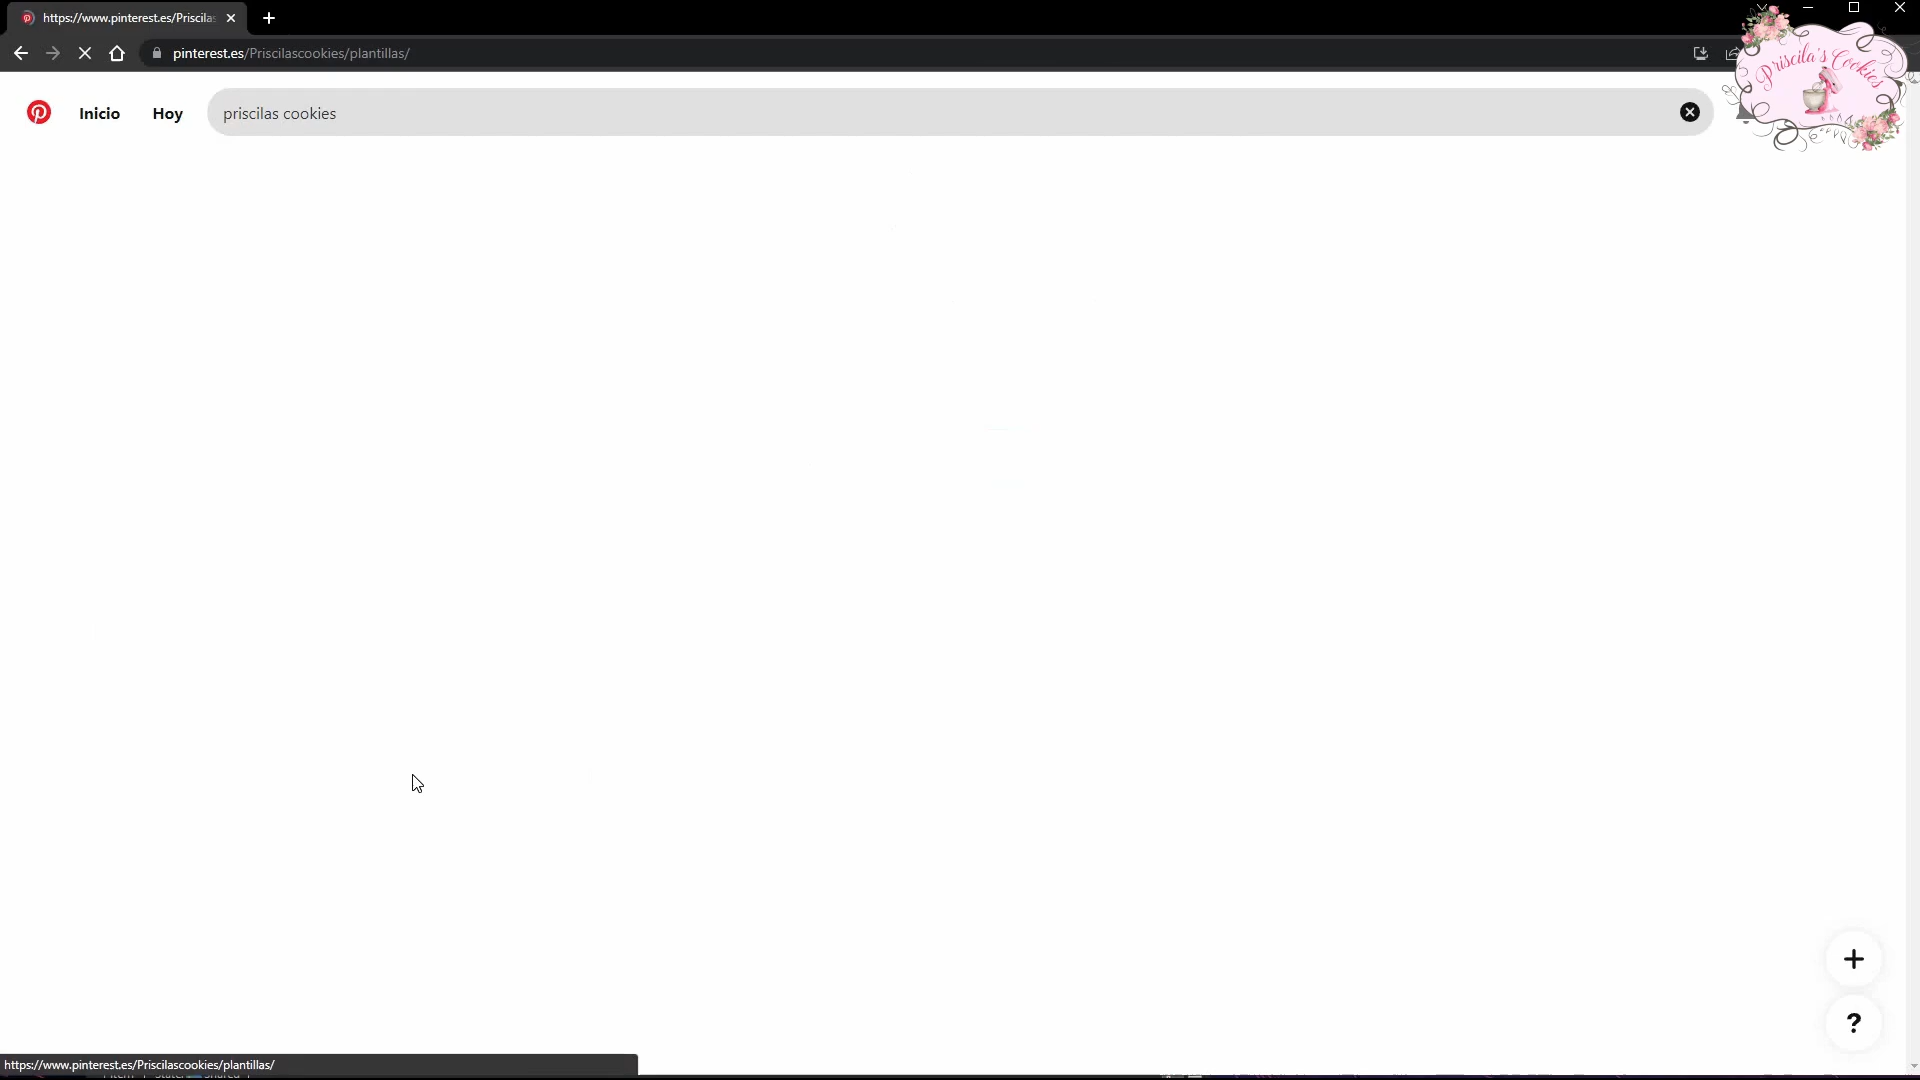 https://www.pinterest.es/Priscilas
pinterest.es/Priscilascookies/plantillas/
Priscila's Cookies
Inicio
Hoy
priscilas cookies
?
https://www.pinterest.es/Priscilascookies/plantillas/